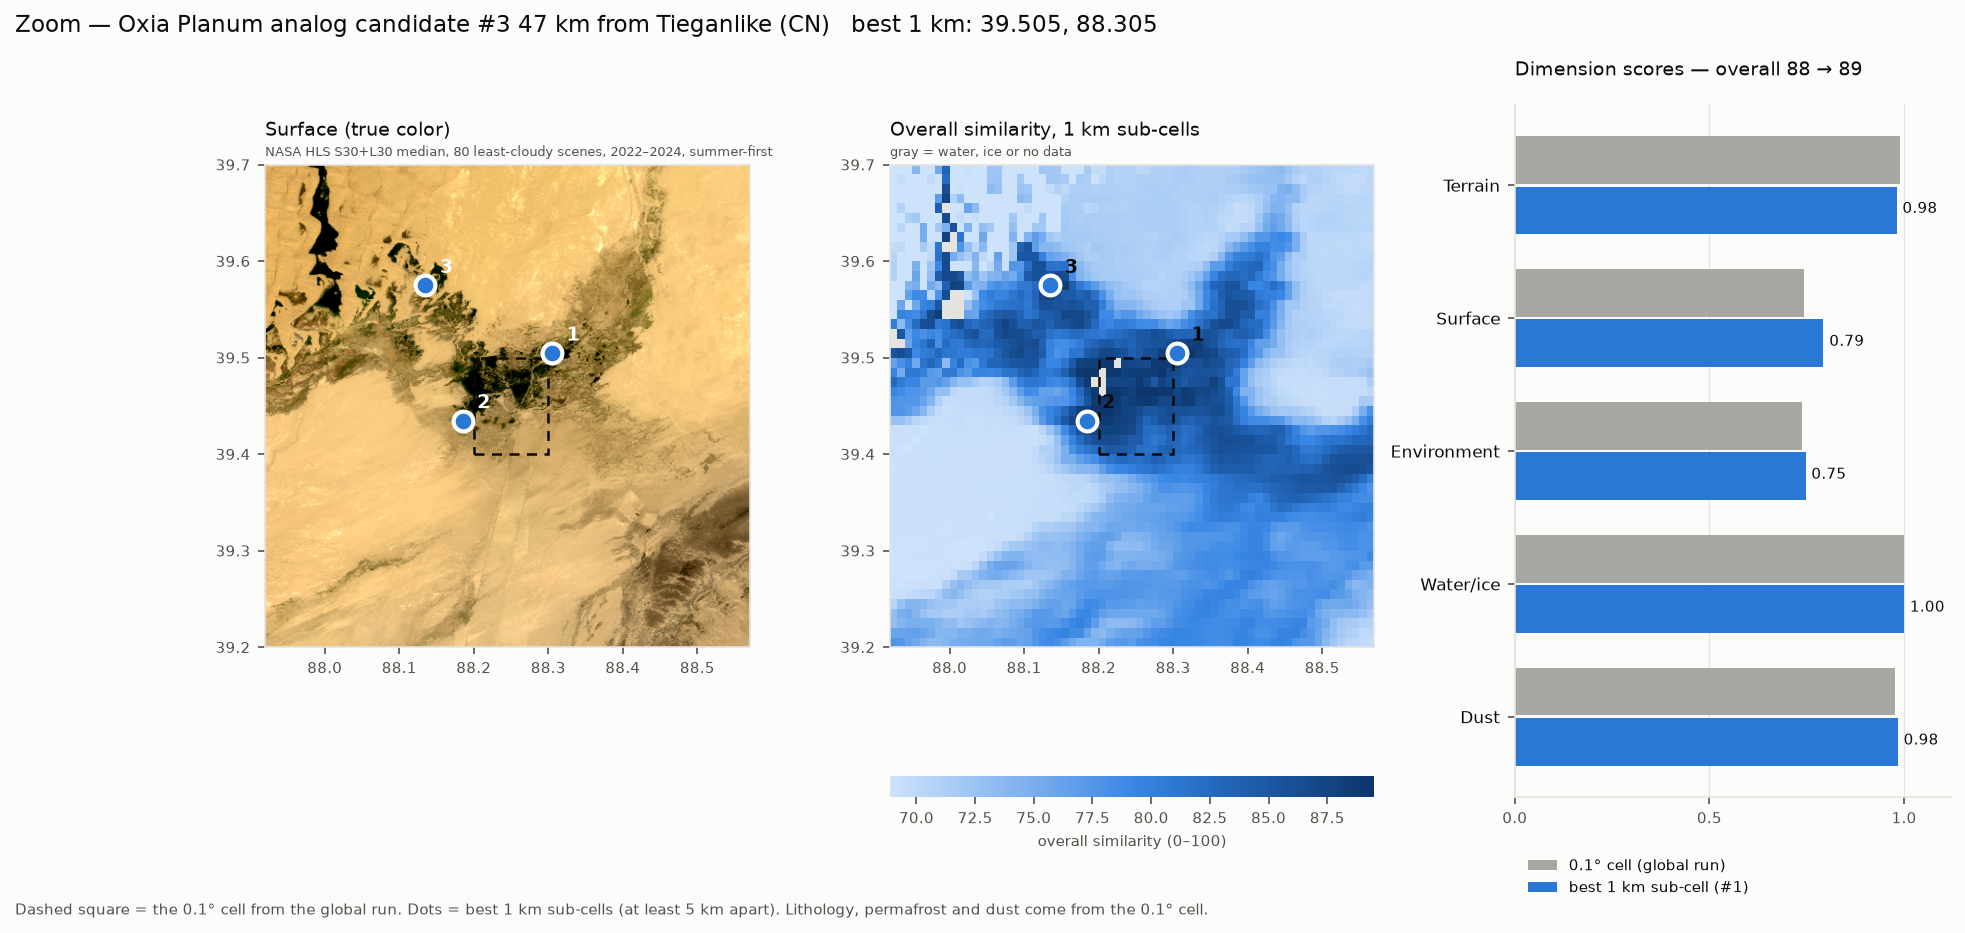 Zoom — Oxia Planum analog candidate #3 47 km from Tieganlike (CN)   best 1 km: 39.505, 88.305
Dimension scores — overall 88 → 89
Surface (true color)
NASA HLS S30+L30 median, 80 least-cloudy scenes, 2022–2024, summer-first
39.7
39.6
39.5
39.4
39.3
39.2
88.0 88.1 88.2 88.3 88.4 88.5
3
1
2
Overall similarity, 1 km sub-cells
gray = water, ice or no data
39.7
39.6
39.5
39.4
39.3
39.2
88.0 88.1 88.2 88.3 88.4 88.5
3
1
2
70.0 72.5 75.0 77.5 80.0 82.5 85.0 87.5
overall similarity (0–100)
Terrain 0.98
Surface 0.79
Environment 0.75
Water/ice 1.00
Dust 0.98
0.0 0.5 1.0
0.1° cell (global run)
best 1 km sub-cell (#1)
Dashed square = the 0.1° cell from the global run. Dots = best 1 km sub-cells (at least 5 km apart). Lithology, permafrost and dust come from the 0.1° cell.